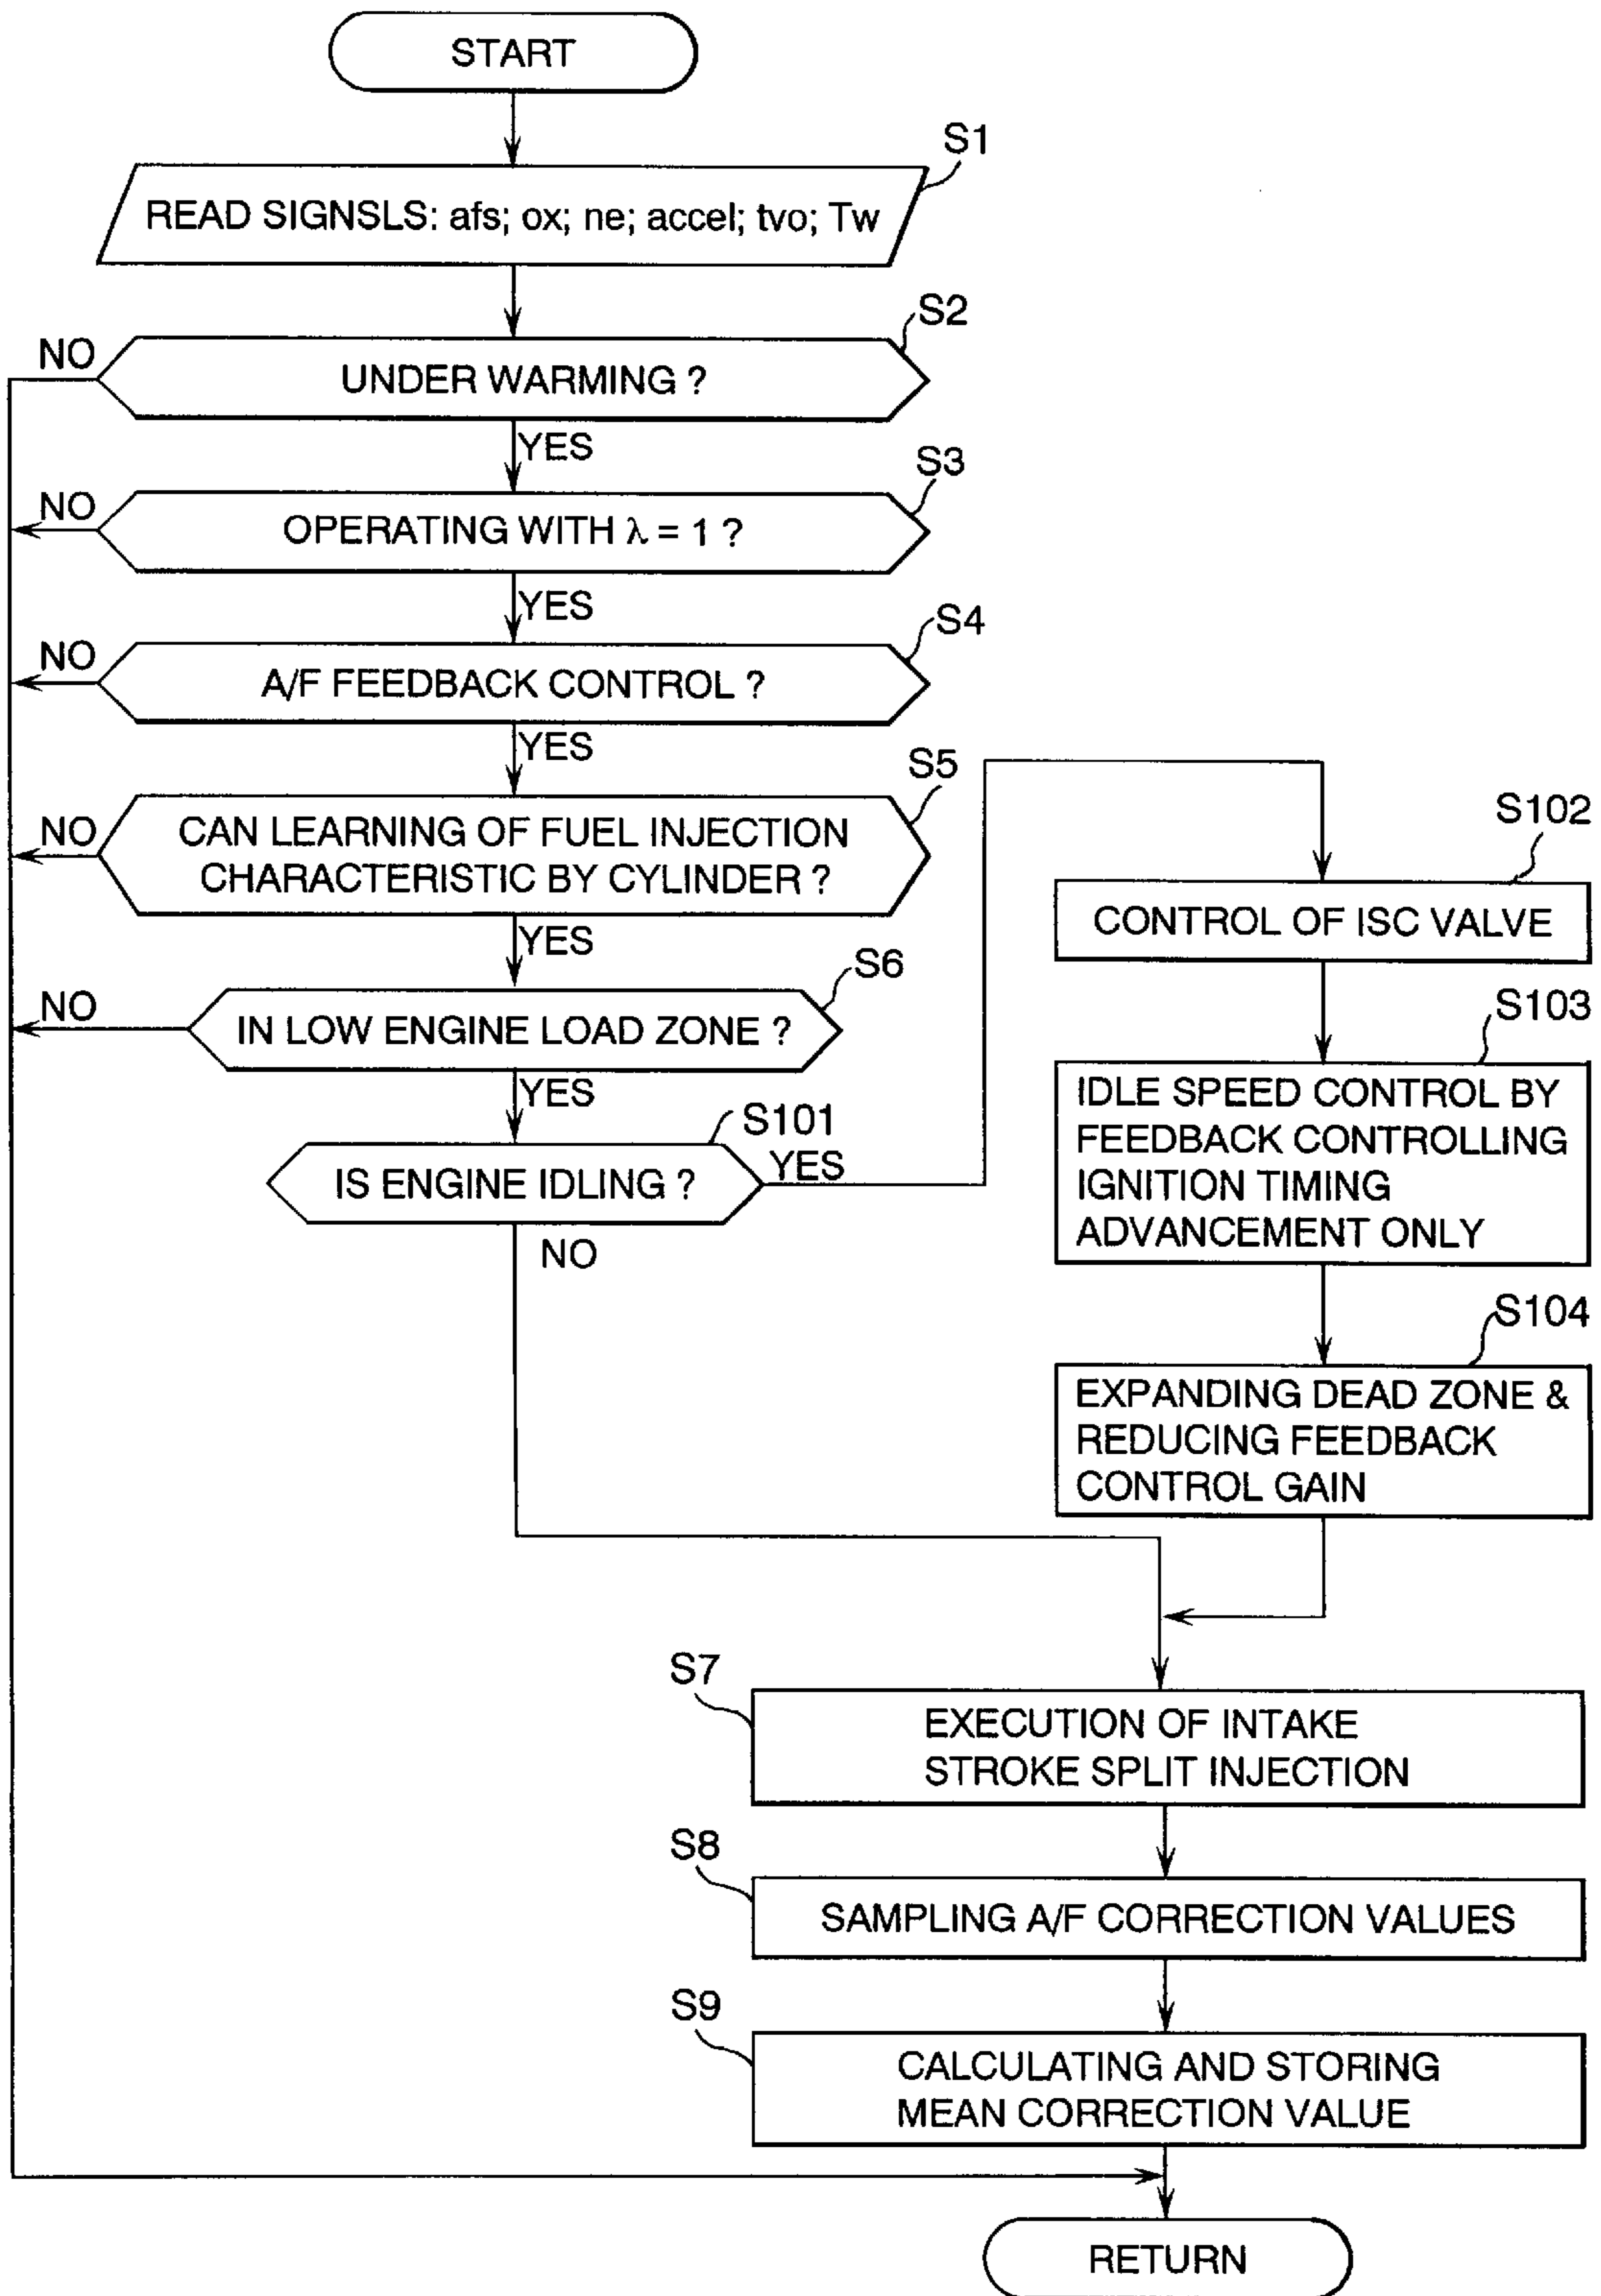 START
S1
READ SIGNSLS: afs; ox; ne; accel; tvo; Tw
S2
NO
UNDER WARMING ?
YES
S3
NO
OPERATING WITH λ = 1 ?
YES
S4
NO
A/F FEEDBACK CONTROL ?
YES
S5
NO
CAN LEARNING OF FUEL INJECTION
CHARACTERISTIC BY CYLINDER ?
YES
S6
NO
IN LOW ENGINE LOAD ZONE ?
YES
S101
IS ENGINE IDLING ?
YES
NO
S102
CONTROL OF ISC VALVE
S103
IDLE SPEED CONTROL BY
FEEDBACK CONTROLLING
IGNITION TIMING
ADVANCEMENT ONLY
S104
EXPANDING DEAD ZONE &
REDUCING FEEDBACK
CONTROL GAIN
S7
EXECUTION OF INTAKE
STROKE SPLIT INJECTION
S8
SAMPLING A/F CORRECTION VALUES
S9
CALCULATING AND STORING
MEAN CORRECTION VALUE
RETURN